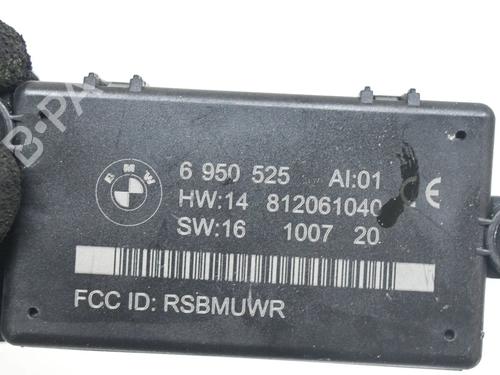 B-PA
BMW
6 950 525 AI:01
HW:14 812061040
SW:16 1007 20
CE
FCC ID: RSBMUWR